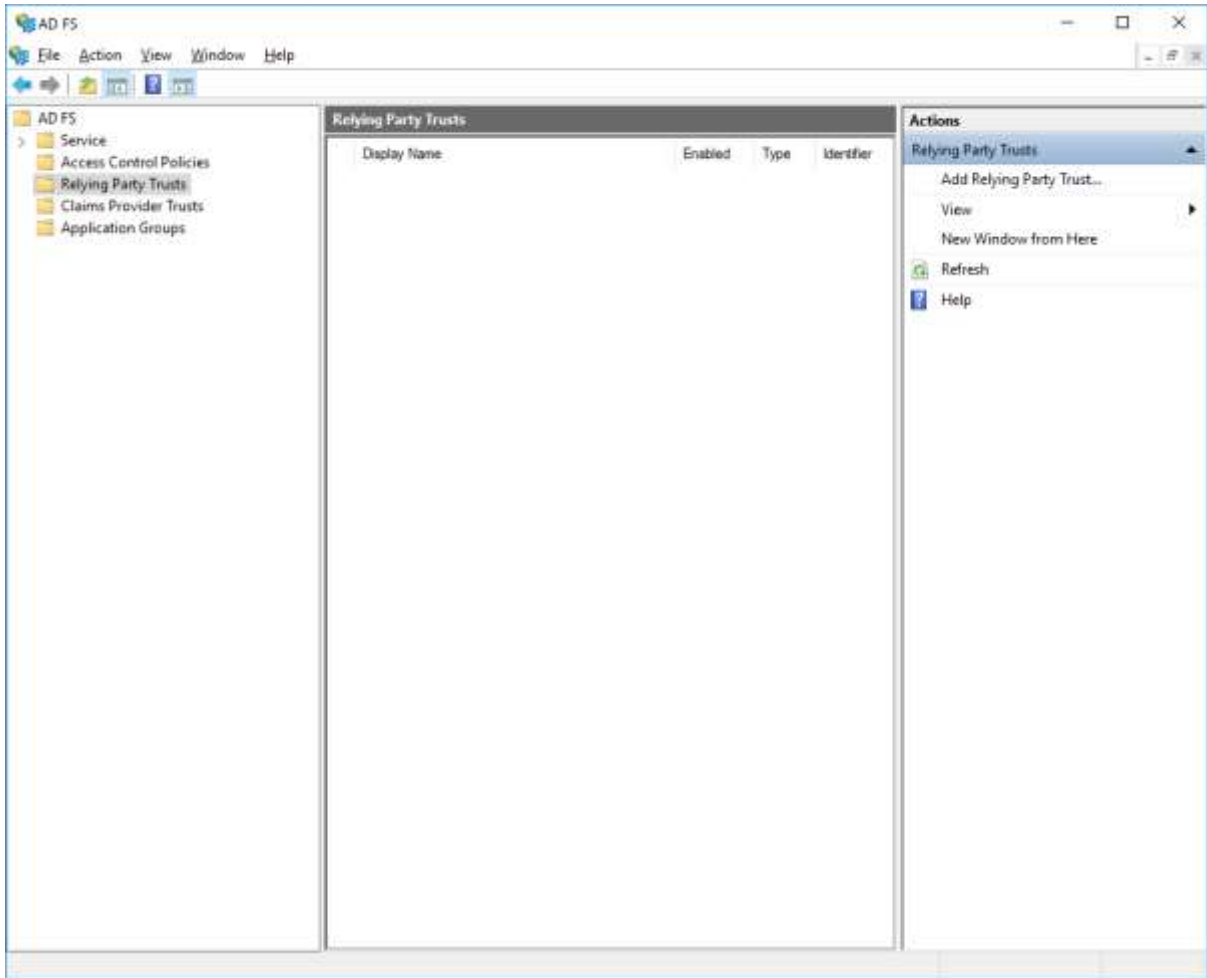 AD FS
File Action View Window Help
AD FS
Service
Access Control Policies
Relying Party Trusts
Claims Provider Trusts
Application Groups
Relying Party Trusts
Display Name Enabled Type Identifier
Actions
Relying Party Trusts
Add Relying Party Trust...
View
New Window from Here
Refresh
Help